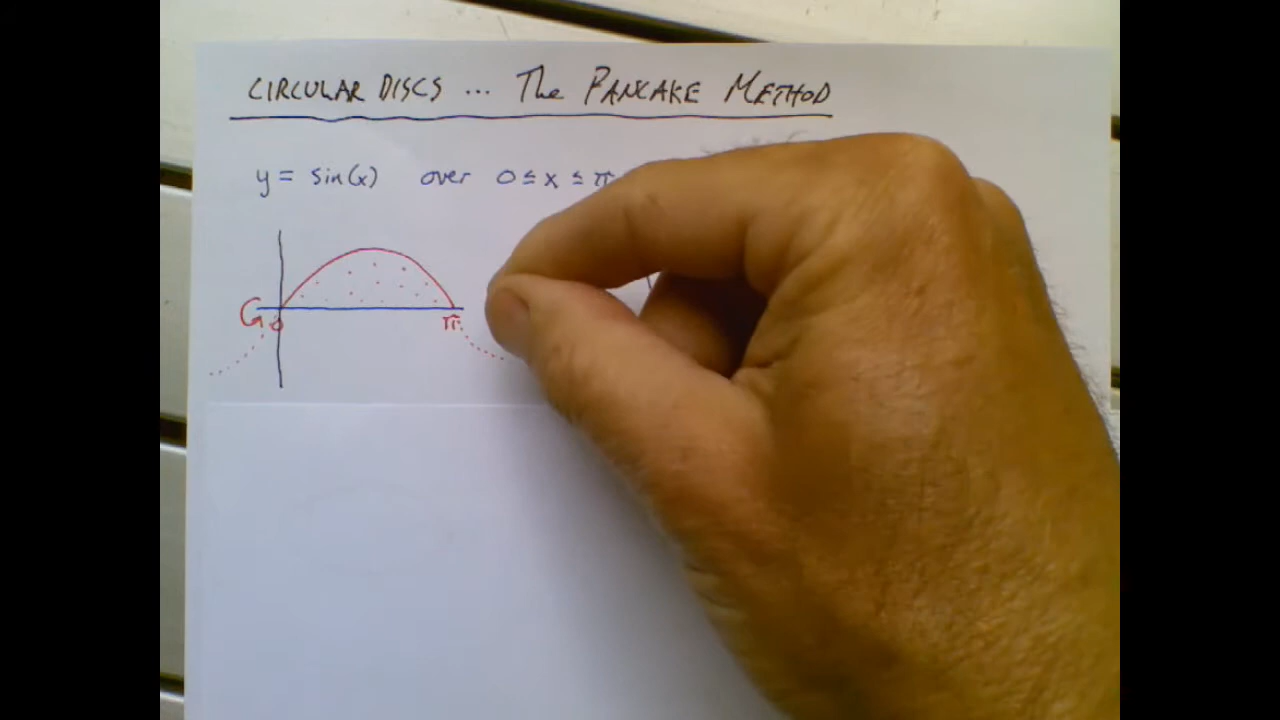 CIRCULAR DISCS ... The PANCAKE METHOD
y = sin(x) over 0 ≤ x ≤ π
0 π